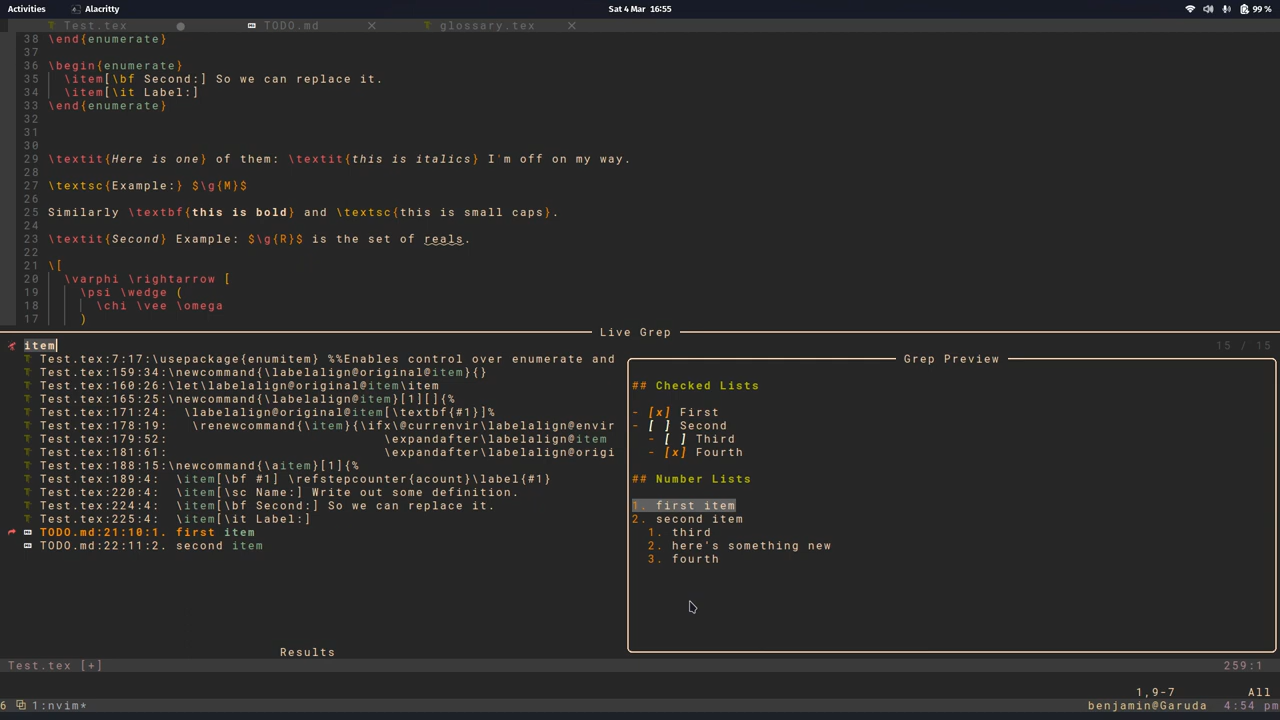 Activities Alacritty Sat 4 Mar 16:55 99 %
Test.tex TODO.md glossary.tex
38 \end{enumerate}
37
36 \begin{enumerate}
35 \item[\bf Second:] So we can replace it.
34 \item[\it Label:]
33 \end{enumerate}
32
31
30
29 \textit{Here is one} of them: \textit{this is italics} I'm off on my way.
28
27 \textsc{Example:} $\g{M}$
26
25 Similarly \textbf{this is bold} and \textsc{this is small caps}.
24
23 \textit{Second} Example: $\g{R}$ is the set of reals.
22
21 \[
20 \varphi \rightarrow [
19 \psi \wedge (
18 \chi \vee \omega
17 )
Live Grep
item 15 / 15
Test.tex:7:17:\usepackage{enumitem} %%Enables control over enumerate and
Test.tex:159:34:\newcommand{\labelalign@original@item}{}
Test.tex:160:26:\let\labelalign@original@item\item
Test.tex:165:25:\newcommand{\labelalign@item}[1][]{%
Test.tex:171:24: \labelalign@original@item[\textbf{#1}]%
Test.tex:178:19: \renewcommand{\item}{\ifx\@currenvir\labelalign@envir
Test.tex:179:52: \expandafter\labelalign@item
Test.tex:181:61: \expandafter\labelalign@origi
Test.tex:188:15:\newcommand{\aitem}[1]{%
Test.tex:189:4: \item[\bf #1] \refstepcounter{acount}\label{#1}
Test.tex:220:4: \item[\sc Name:] Write out some definition.
Test.tex:224:4: \item[\bf Second:] So we can replace it.
Test.tex:225:4: \item[\it Label:]
TODO.md:21:10:1. first item
TODO.md:22:11:2. second item
Results
Grep Preview
## Checked Lists
- [x] First
- [ ] Second
- [ ] Third
- [x] Fourth
## Number Lists
1. first item
2. second item
1. third
2. here's something new
3. fourth
Test.tex [+] 259:1
1,9-7 All
6 1:nvim* benjamin@Garuda 4:54 pm